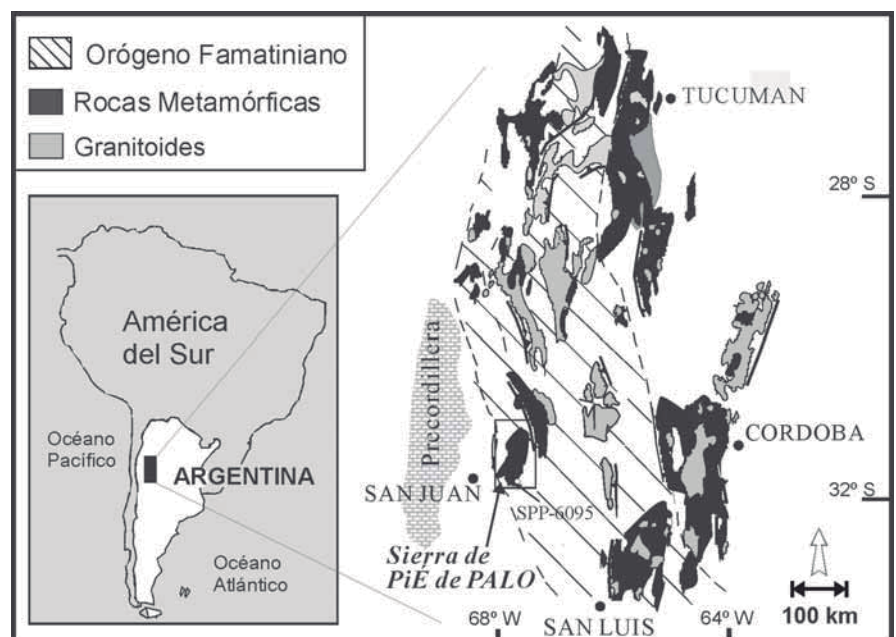 Orógeno Famatiniano
Rocas Metamórficas
Granitoides
TUCUMAN
28º S
América
del Sur
Precordillera
Océano
Pacífico
ARGENTINA
CORDOBA
SAN JUAN
SPP-6095
32º S
Sierra de
PiÉ de PALO
Océano
Atlántico
68º W
64º W
SAN LUIS
100 km